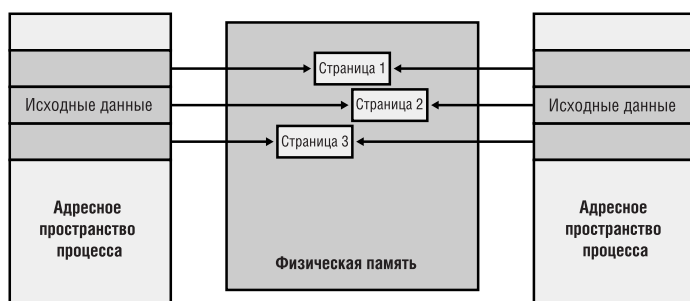 Страница 1
Исходные данные
Страница 2
Исходные данные
Страница 3
Адресное
пространство
процесса
Физическая память
Адресное
пространство
процесса